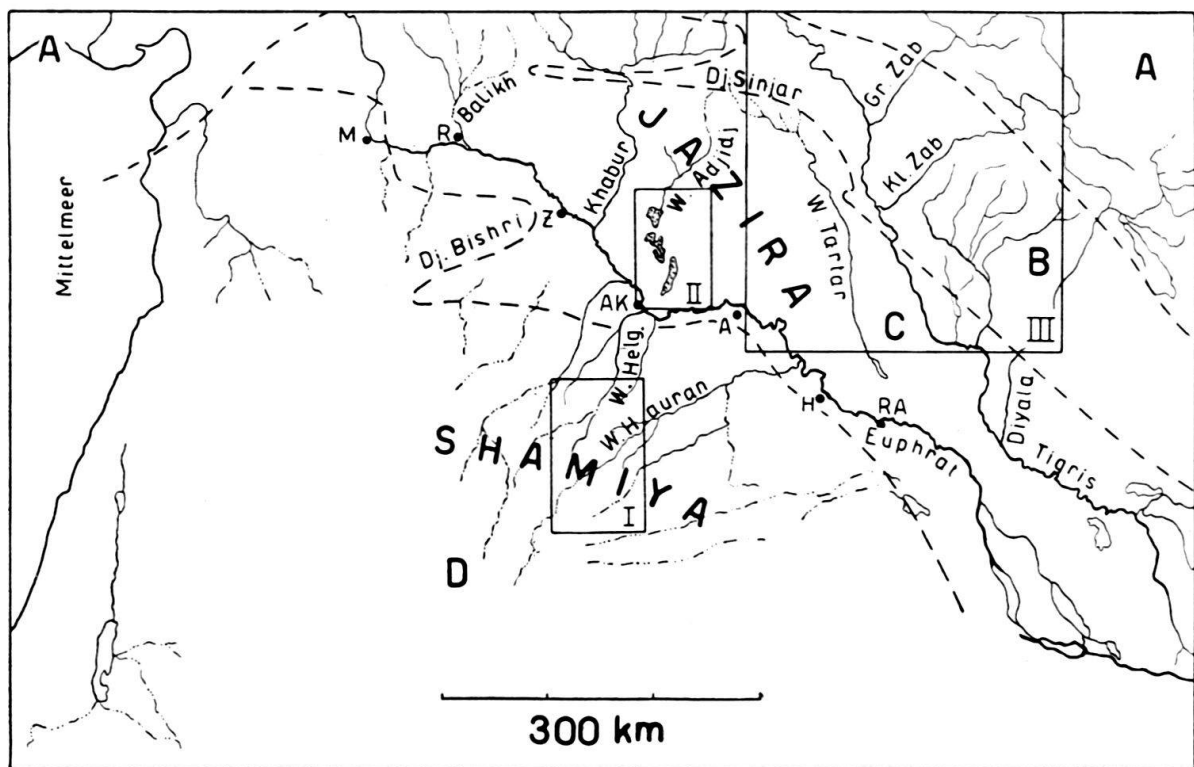 A
A
Mittelmeer
M
R
Balikh
Dj. Sinjar
Gr. Zab
Kl. Zab
Khabur
JAZIRA
W. Adjidj
W. Tartar
Dj. Bishri
Z
B
C
II
III
AK
A
W. Helg.
W. Hauran
H
RA
Euphrat
Diyala
Tigris
SHAMIYA
I
D
300 km